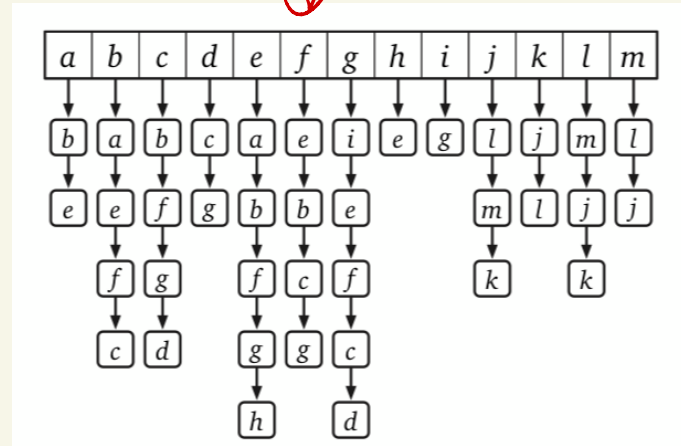 a b c d e f g h i j k l m
b a b c a e i e g l j m l
e e f g b b e m l j j
f g f c f k k
c d g g c
h d